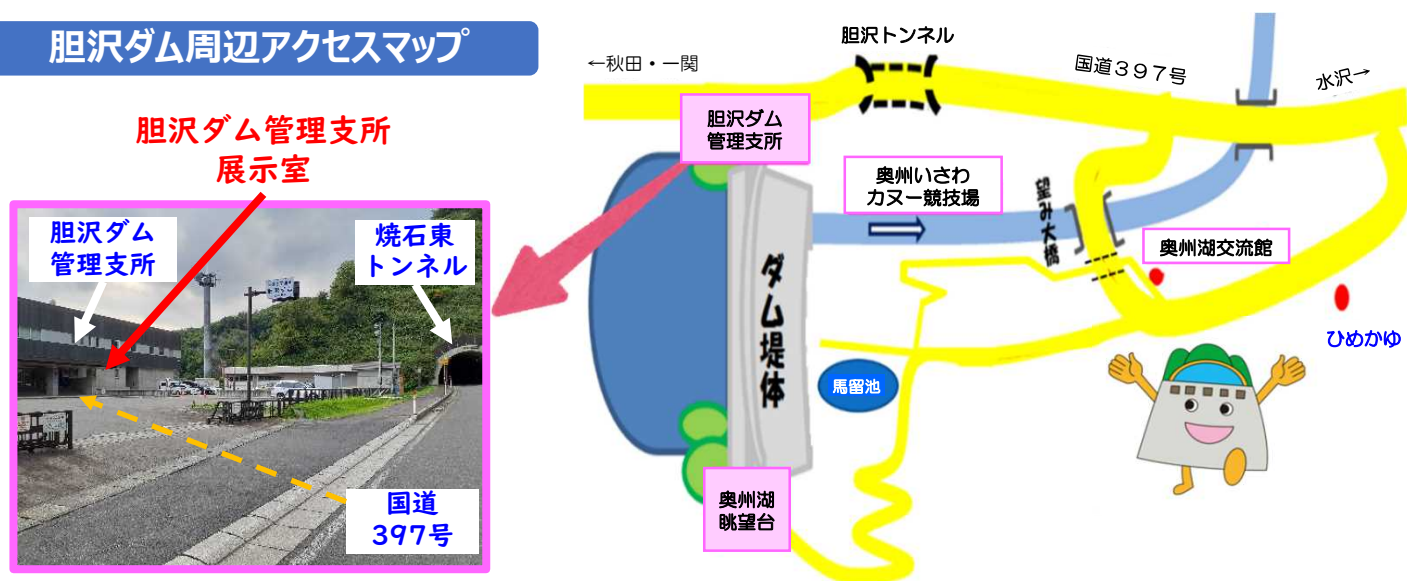 胆沢ダム周辺アクセスマップ
胆沢ダム管理支所
展示室
胆沢ダム
管理支所
焼石東
トンネル
国道
397号
←秋田・一関
胆沢トンネル
国道397号
水沢→
胆沢ダム
管理支所
奥州いさわ
カヌー競技場
望み大橋
奥州湖交流館
ひめかゆ
ダム堤体
馬留池
奥州湖
眺望台